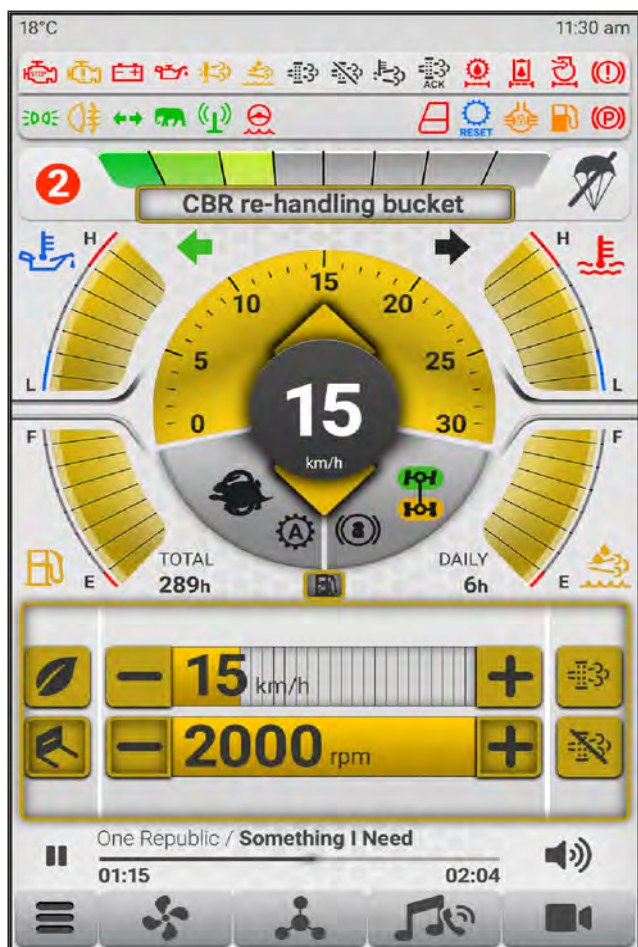 18°C 11:30 am
STOP
ACK
RESET
2
CBR re-handling bucket
H H
15
10 20
5 25
L L
0 30
15
km/h
F F
A
TOTAL DAILY
E 289h 6h E
15 km/h
2000 rpm
One Republic / Something I Need
01:15 02:04